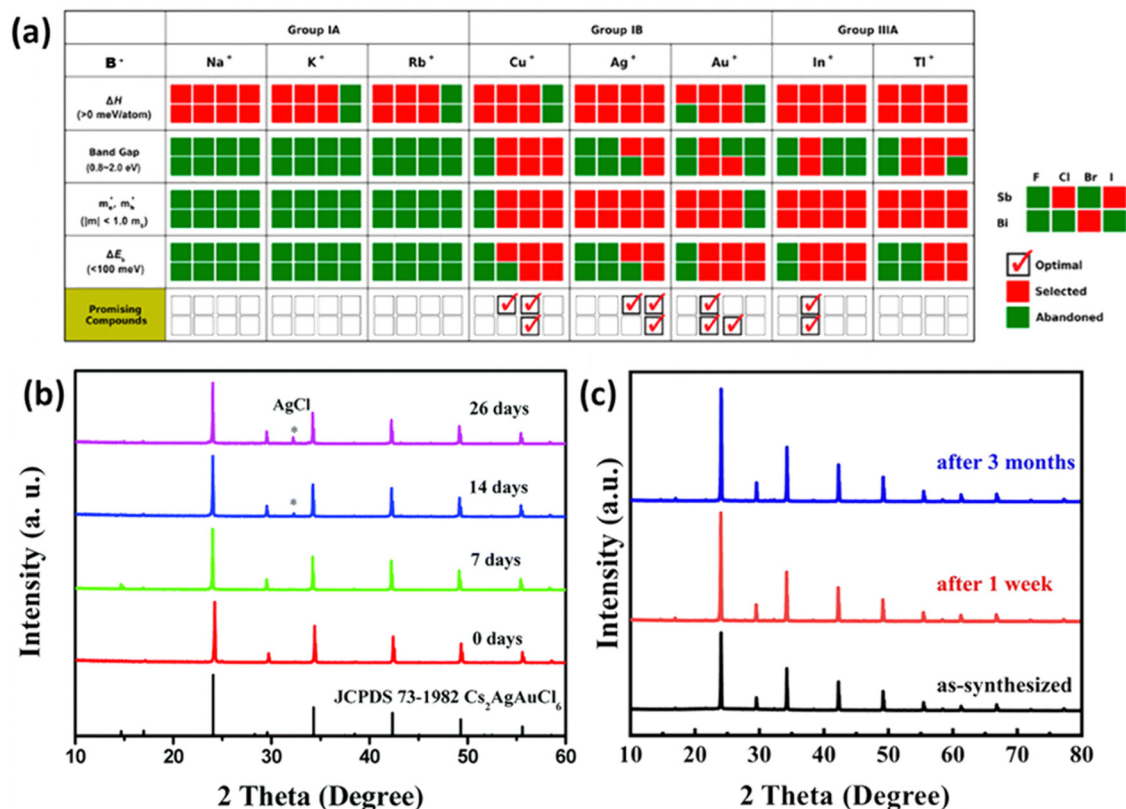 (a)
Group IA Group IB Group IIIA
B⁺ Na⁺ K⁺ Rb⁺ Cu⁺ Ag⁺ Au⁺ In⁺ Tl⁺
ΔH
(>0 meV/atom)
Band Gap
(0.8~2.0 eV)
mₑ*, mₕ*
(|m| < 1.0 m₀)
ΔE_b
(<100 meV)
Promising
Compounds
F Cl Br I
Sb
Bi
Optimal
Selected
Abandoned
(b)
Intensity (a. u.)
AgCl
*
26 days
*
14 days
7 days
0 days
JCPDS 73-1982 Cs₂AgAuCl₆
10 20 30 40 50 60
2 Theta (Degree)
(c)
Intensity (a.u.)
after 3 months
after 1 week
as-synthesized
10 20 30 40 50 60 70 80
2 Theta (Degree)